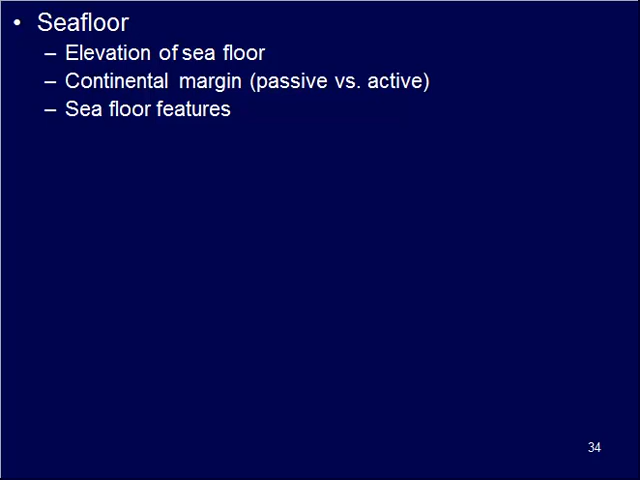 • Seafloor
– Elevation of sea floor
– Continental margin (passive vs. active)
– Sea floor features
34